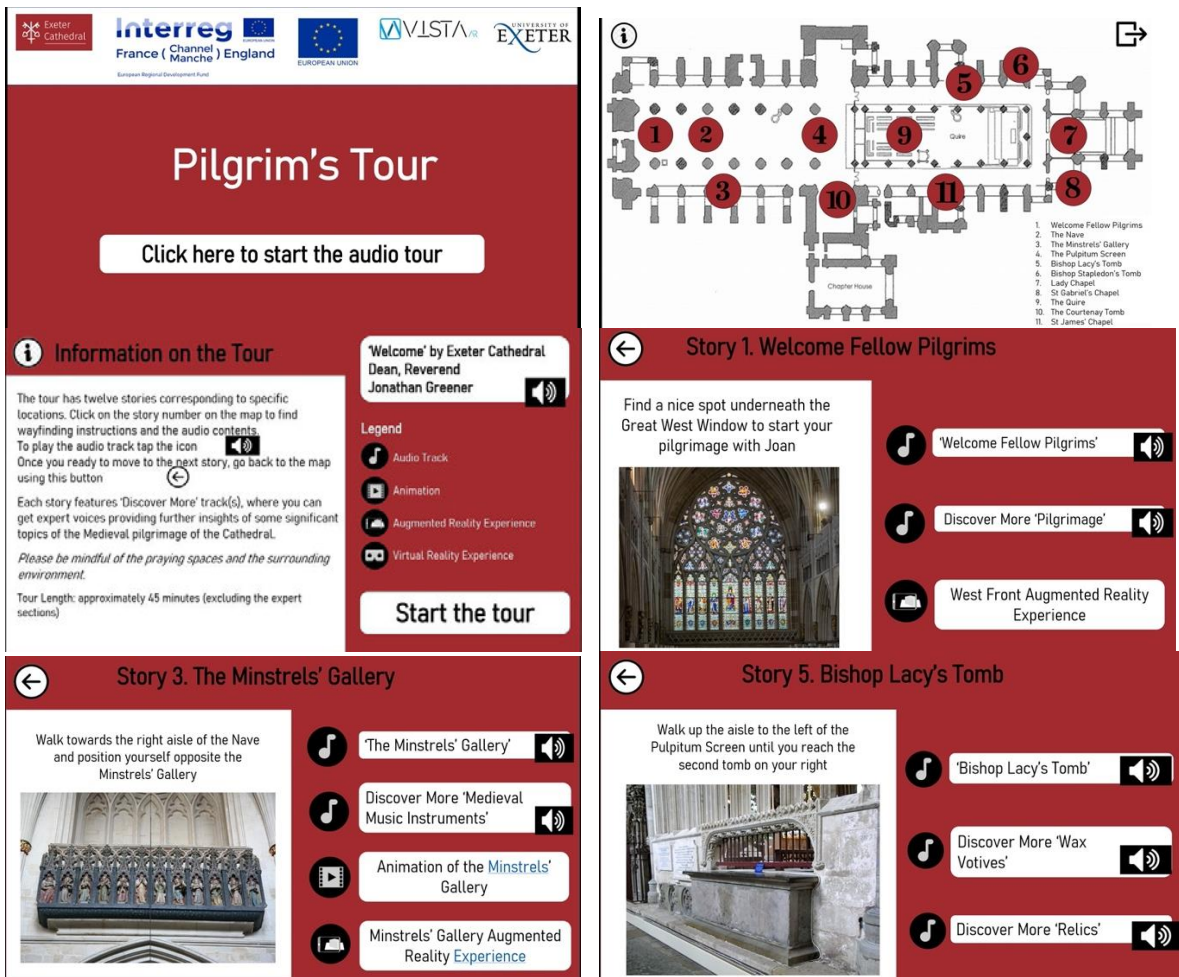 Exeter
Cathedral
Interreg
France ( Channel Manche ) England
European Regional Development Fund
EUROPEAN UNION
EUROPEAN UNION
VISTA AR
UNIVERSITY OF
EXETER
Pilgrim's Tour
Click here to start the audio tour
i
1
2
3
4
5
6
7
8
9
10
11
Quire
Chapter House
1. Welcome Fellow Pilgrims
2. The Nave
3. The Minstrels' Gallery
4. The Pulpitum Screen
5. Bishop Lacy's Tomb
6. Bishop Stapledon's Tomb
7. Lady Chapel
8. St Gabriel's Chapel
9. The Quire
10. The Courtenay Tomb
11. St James' Chapel
i Information on the Tour
The tour has twelve stories corresponding to specific
locations. Click on the story number on the map to find
wayfinding instructions and the audio contents.
To play the audio track tap the icon
Once you ready to move to the next story, go back to the map
using this button
Each story features 'Discover More' track(s), where you can
get expert voices providing further insights of some significant
topics of the Medieval pilgrimage of the Cathedral.
Please be mindful of the praying spaces and the surrounding
environment.
Tour Length: approximately 45 minutes (excluding the expert
sections)
'Welcome' by Exeter Cathedral
Dean, Reverend
Jonathan Greener
Legend
Audio Track
Animation
Augmented Reality Experience
Virtual Reality Experience
Start the tour
Story 1. Welcome Fellow Pilgrims
Find a nice spot underneath the
Great West Window to start your
pilgrimage with Joan
'Welcome Fellow Pilgrims'
Discover More 'Pilgrimage'
West Front Augmented Reality
Experience
Story 3. The Minstrels' Gallery
Walk towards the right aisle of the Nave
and position yourself opposite the
Minstrels' Gallery
'The Minstrels' Gallery'
Discover More 'Medieval
Music Instruments'
Animation of the Minstrels'
Gallery
Minstrels' Gallery Augmented
Reality Experience
Story 5. Bishop Lacy's Tomb
Walk up the aisle to the left of the
Pulpitum Screen until you reach the
second tomb on your right
'Bishop Lacy's Tomb'
Discover More 'Wax
Votives'
Discover More 'Relics'